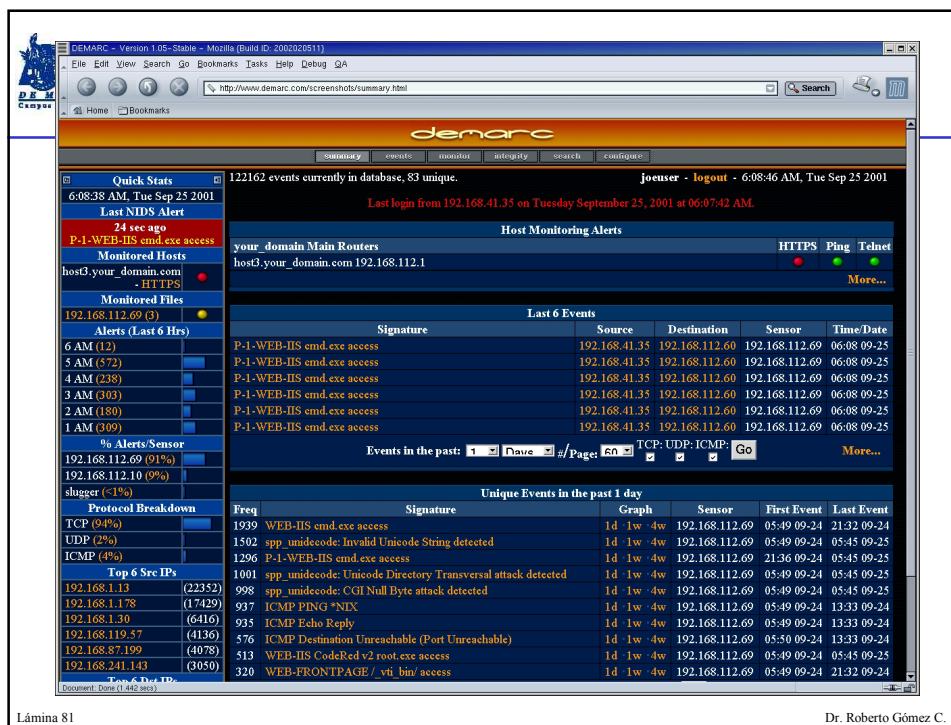 DEMARC - Version 1.05-Stable - Mozilla {Build ID: 2002020511}
File Edit View Search Go Bookmarks Tasks Help Debug QA
http://www.demarc.com/screenshots/summary.html Search
Home Bookmarks
DE M
Campus
demarc
summary events monitor integrity search configure
Quick Stats
6:08:38 AM, Tue Sep 25 2001
Last NIDS Alert
24 sec ago
P-1-WEB-IIS cmd.exe access
Monitored Hosts
host3.your_domain.com
- HTTPS
Monitored Files
192.168.112.69 (3)
Alerts (Last 6 Hrs)
6 AM (12)
5 AM (572)
4 AM (238)
3 AM (303)
2 AM (180)
1 AM (309)
% Alerts/Sensor
192.168.112.69 (91%)
192.168.112.10 (9%)
slugger (<1%)
Protocol Breakdown
TCP (94%)
UDP (2%)
ICMP (4%)
Top 6 Src IPs
192.168.1.13 (22352)
192.168.1.178 (17429)
192.168.1.30 (6416)
192.168.119.57 (4136)
192.168.87.199 (4078)
192.168.241.143 (3050)
Top 6 Dst IPs
122162 events currently in database, 83 unique. joeuser - logout - 6:08:46 AM, Tue Sep 25 2001
Last login from 192.168.41.35 on Tuesday September 25, 2001 at 06:07:42 AM.
Host Monitoring Alerts
your_domain Main Routers HTTPS Ping Telnet
host3.your_domain.com 192.168.112.1
More...
Last 6 Events
Signature Source Destination Sensor Time/Date
P-1-WEB-IIS cmd.exe access 192.168.41.35 192.168.112.60 192.168.112.69 06:08 09-25
P-1-WEB-IIS cmd.exe access 192.168.41.35 192.168.112.60 192.168.112.69 06:08 09-25
P-1-WEB-IIS cmd.exe access 192.168.41.35 192.168.112.60 192.168.112.69 06:08 09-25
P-1-WEB-IIS cmd.exe access 192.168.41.35 192.168.112.60 192.168.112.69 06:08 09-25
P-1-WEB-IIS cmd.exe access 192.168.41.35 192.168.112.60 192.168.112.69 06:08 09-25
P-1-WEB-IIS cmd.exe access 192.168.41.35 192.168.112.60 192.168.112.69 06:08 09-25
Events in the past: 1 Days #/Page: 60 TCP: UDP: ICMP: Go More...
Unique Events in the past 1 day
Freq Signature Graph Sensor First Event Last Event
1939 WEB-IIS cmd.exe access 1d · 1w · 4w 192.168.112.69 05:49 09-24 21:32 09-24
1502 spp_unidecode: Invalid Unicode String detected 1d · 1w · 4w 192.168.112.69 05:49 09-24 05:45 09-25
1296 P-1-WEB-IIS cmd.exe access 1d · 1w · 4w 192.168.112.69 21:36 09-24 05:45 09-25
1001 spp_unidecode: Unicode Directory Transversal attack detected 1d · 1w · 4w 192.168.112.69 05:49 09-24 05:45 09-25
998 spp_unidecode: CGI Null Byte attack detected 1d · 1w · 4w 192.168.112.69 05:49 09-24 05:45 09-25
937 ICMP PING *NIX 1d · 1w · 4w 192.168.112.69 05:49 09-24 13:33 09-24
935 ICMP Echo Reply 1d · 1w · 4w 192.168.112.69 05:49 09-24 13:33 09-24
576 ICMP Destination Unreachable (Port Unreachable) 1d · 1w · 4w 192.168.112.69 05:50 09-24 13:33 09-24
513 WEB-IIS CodeRed v2 root.exe access 1d · 1w · 4w 192.168.112.69 05:49 09-24 05:45 09-25
320 WEB-FRONTPAGE /_vti_bin/ access 1d · 1w · 4w 192.168.112.69 05:49 09-24 05:45 09-25
Document: Done (1.442 secs)
Lámina 81 Dr. Roberto Gómez C.